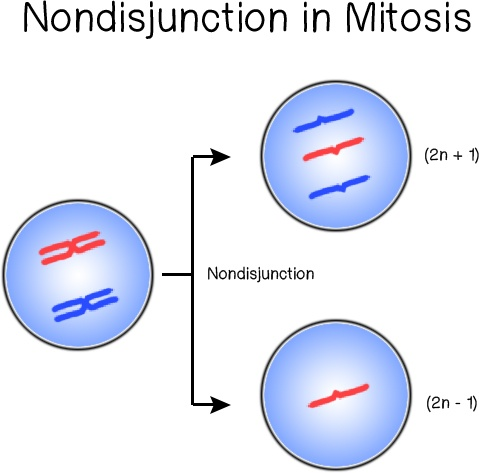 Nondisjunction in Mitosis
(2n + 1)
Nondisjunction
(2n - 1)